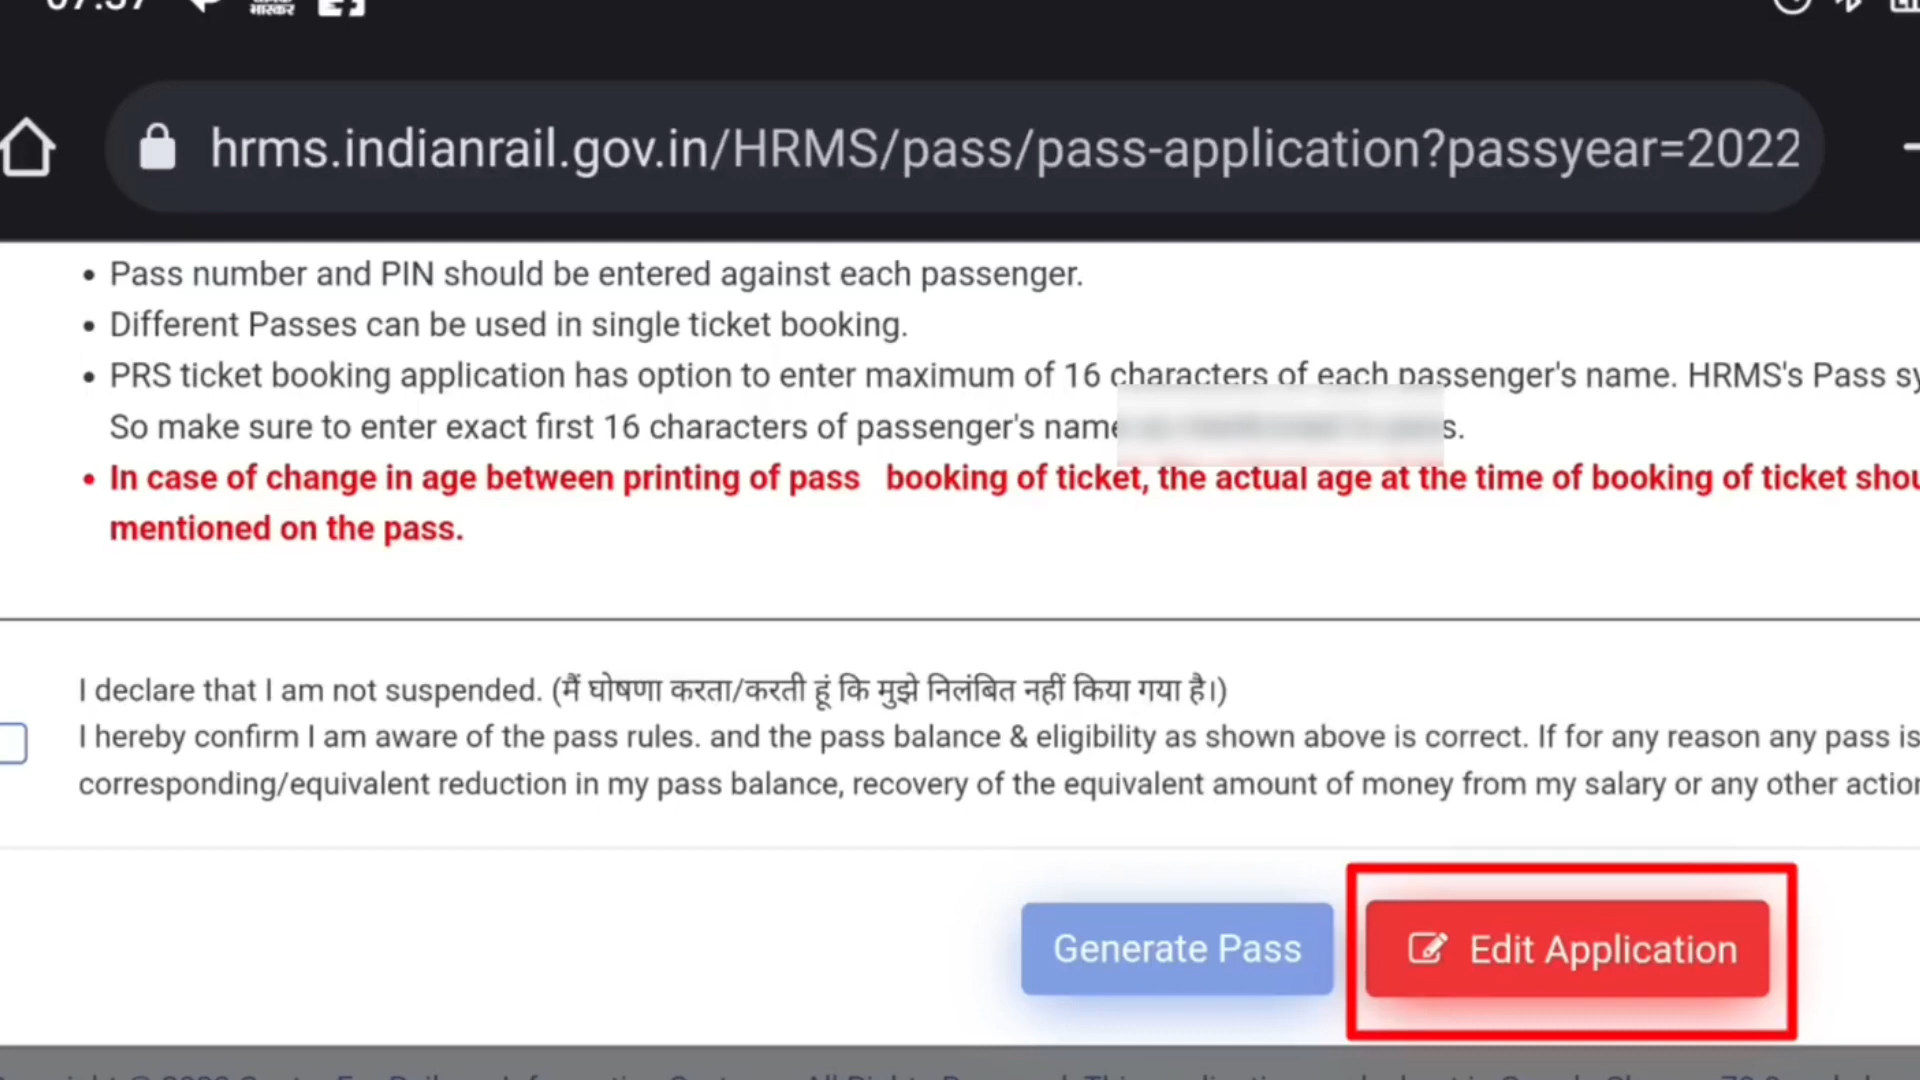 hrms.indianrail.gov.in/HRMS/pass/pass-application?passyear=2022
• Pass number and PIN should be entered against each passenger.
• Different Passes can be used in single ticket booking.
• PRS ticket booking application has option to enter maximum of 16 characters of each passenger's name. HRMS's Pass
So make sure to enter exact first 16 characters of passenger's name
• In case of change in age between printing of pass booking of ticket, the actual age at the time of booking of ticket
mentioned on the pass.
I declare that I am not suspended. (मैं घोषणा करता/करती हूं कि मुझे निलंबित नहीं किया गया है।)
I hereby confirm I am aware of the pass rules. and the pass balance & eligibility as shown above is correct. If for any reason any pass is
corresponding/equivalent reduction in my pass balance, recovery of the equivalent amount of money from my salary or any other
Generate Pass
Edit Application